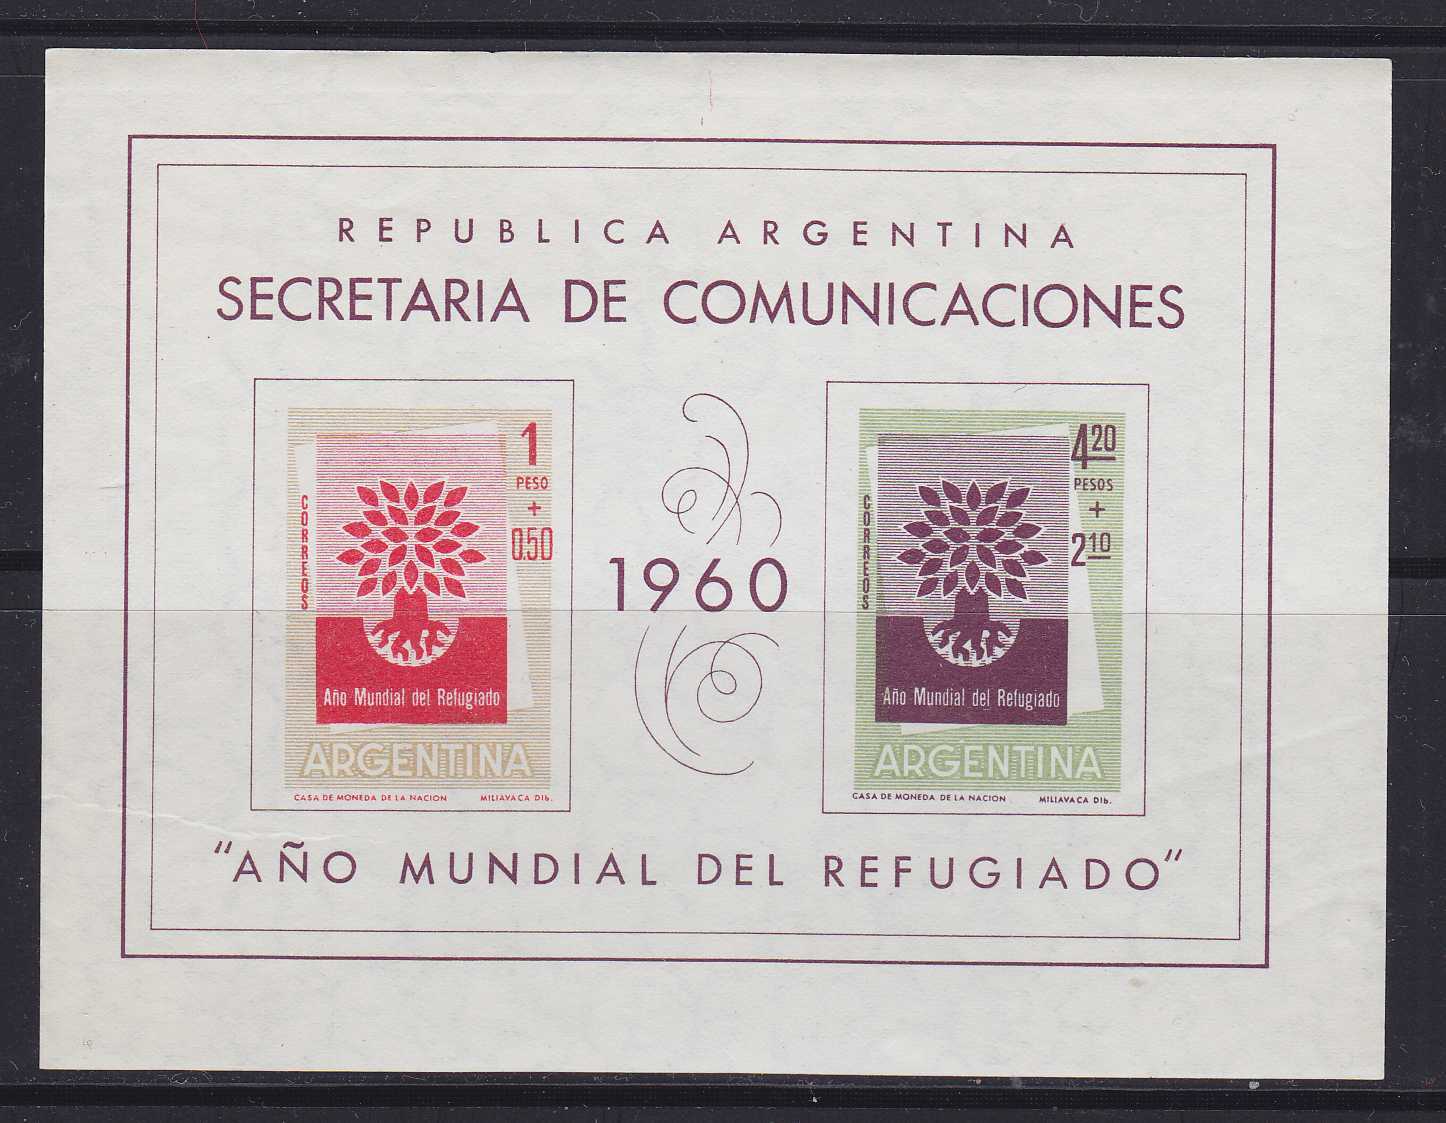 REPUBLICA ARGENTINA
SECRETARIA DE COMUNICACIONES
1
PESO
+
0.50
CORREOS
Año Mundial del Refugiado
ARGENTINA
CASA DE MONEDA DE LA NACION MILIAVACA DIb.
1960
4 20
PESOS
+
2 10
CORREOS
Año Mundial del Refugiado
ARGENTINA
CASA DE MONEDA DE LA NACION MILIAVACA DIb.
"AÑO MUNDIAL DEL REFUGIADO"